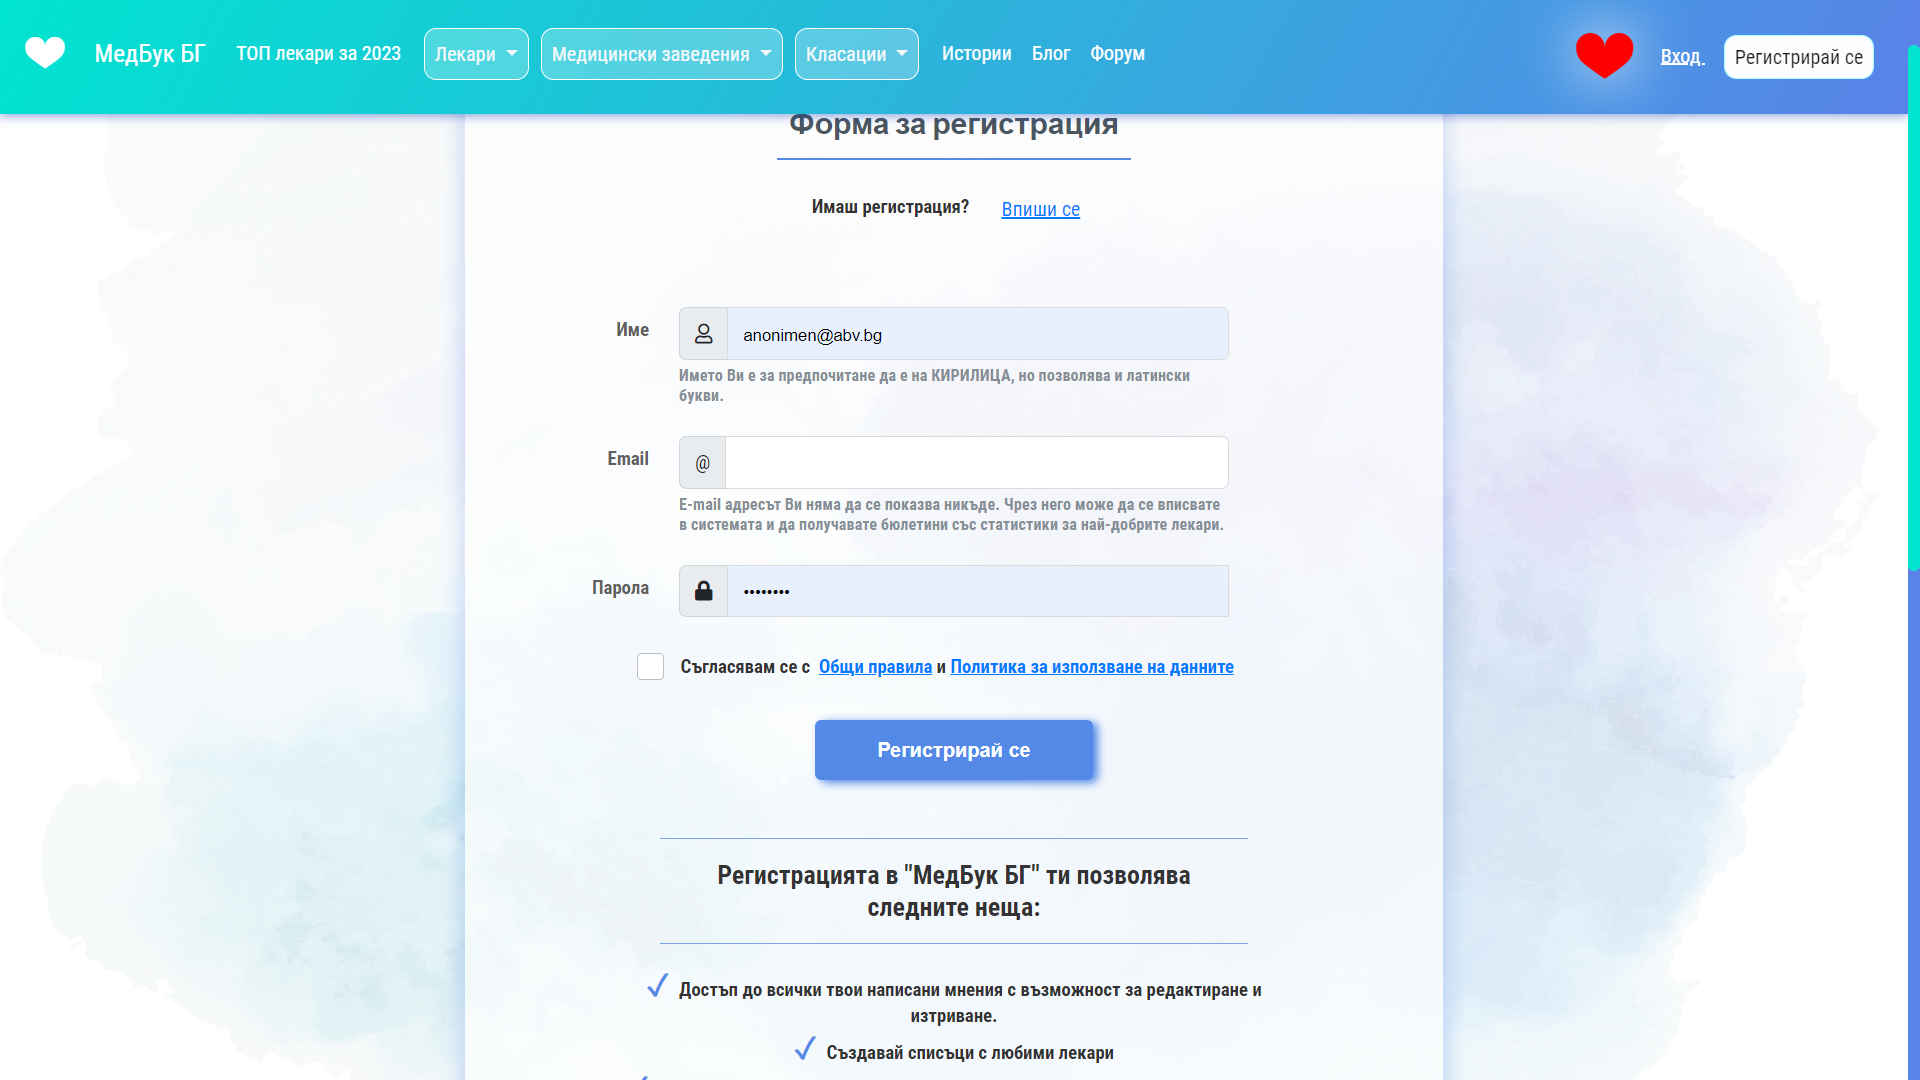 МедБук БГ
ТОП лекари за 2023
Лекари
Медицински заведения
Класации
Истории
Блог
Форум
Вход
Регистрирай се
Форма за регистрация
Имаш регистрация? Впиши се
Име
anonimen@abv.bg
Името Ви е за предпочитане да е на КИРИЛИЦА, но позволява и латински
букви.
Email
@
E-mail адресът Ви няма да се показва никъде. Чрез него може да се вписвате
в системата и да получавате бюлетини със статистики за най-добрите лекари.
Парола
••••••••
Съгласявам се с Общи правила и Политика за използване на данните
Регистрирай се
Регистрацията в "МедБук БГ" ти позволява
следните неща:
Достъп до всички твои написани мнения с възможност за редактиране и
изтриване.
Създавай списъци с любими лекари